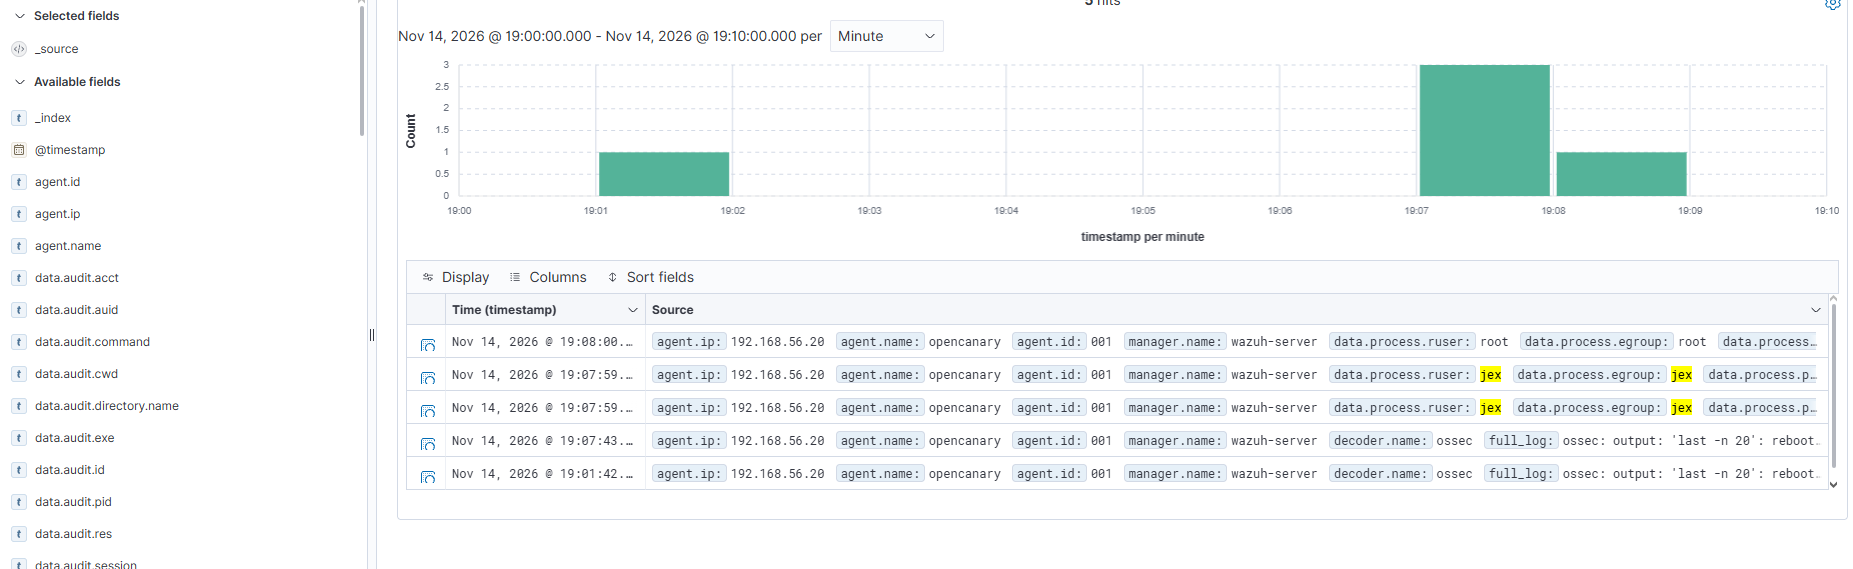 Selected fields
_source
Available fields
_index
@timestamp
agent.id
agent.ip
agent.name
data.audit.acct
data.audit.auid
data.audit.command
data.audit.cwd
data.audit.directory.name
data.audit.exe
data.audit.id
data.audit.pid
data.audit.res
data.audit.session
5 hits
Nov 14, 2026 @ 19:00:00.000 - Nov 14, 2026 @ 19:10:00.000 per Minute
Count
3
2.5
2
1.5
1
0.5
0
19:00 19:01 19:02 19:03 19:04 19:05 19:06 19:07 19:08 19:09 19:10
timestamp per minute
Display Columns Sort fields
Time (timestamp) Source
Nov 14, 2026 @ 19:08:00.… agent.ip: 192.168.56.20 agent.name: opencanary agent.id: 001 manager.name: wazuh-server data.process.ruser: root data.process.egroup: root data.process…
Nov 14, 2026 @ 19:07:59.… agent.ip: 192.168.56.20 agent.name: opencanary agent.id: 001 manager.name: wazuh-server data.process.ruser: jex data.process.egroup: jex data.process.p…
Nov 14, 2026 @ 19:07:59.… agent.ip: 192.168.56.20 agent.name: opencanary agent.id: 001 manager.name: wazuh-server data.process.ruser: jex data.process.egroup: jex data.process.p…
Nov 14, 2026 @ 19:07:43.… agent.ip: 192.168.56.20 agent.name: opencanary agent.id: 001 manager.name: wazuh-server decoder.name: ossec full_log: ossec: output: 'last -n 20': reboot…
Nov 14, 2026 @ 19:01:42.… agent.ip: 192.168.56.20 agent.name: opencanary agent.id: 001 manager.name: wazuh-server decoder.name: ossec full_log: ossec: output: 'last -n 20': reboot…